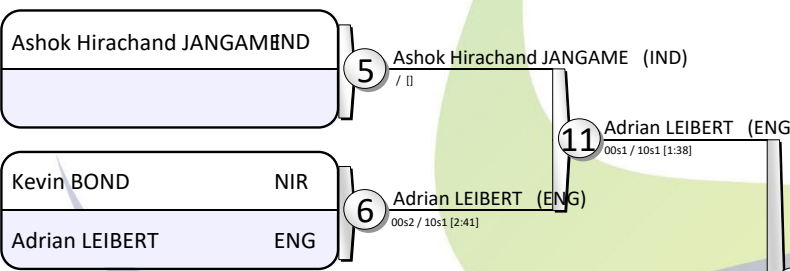 Ashok Hirachand JANGAME IND
5
Ashok Hirachand JANGAME (IND)
/ []
11
Adrian LEIBERT (ENG
00s1 / 10s1 [1:38]
Kevin BOND NIR
6
Adrian LEIBERT (ENG)
00s2 / 10s1 [2:41]
Adrian LEIBERT ENG